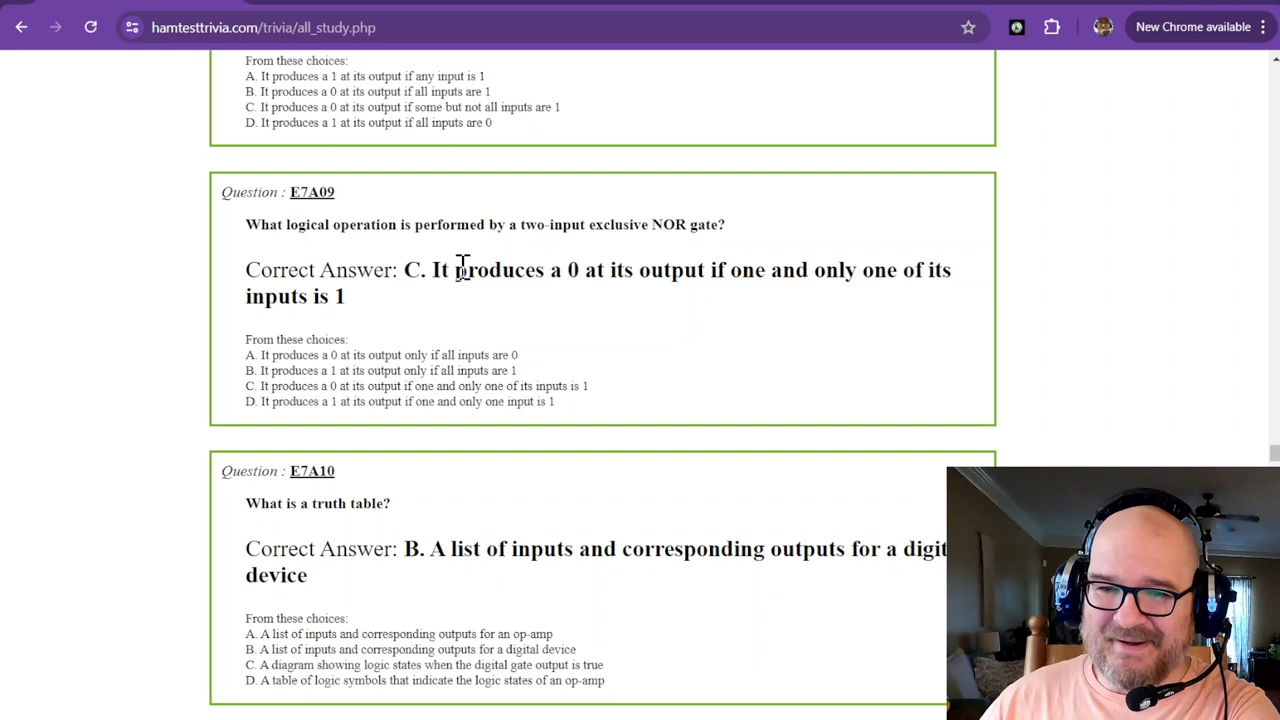 hamtesttrivia.com/trivia/all_study.php
New Chrome available
From these choices:
A. It produces a 1 at its output if any input is 1
B. It produces a 0 at its output if all inputs are 1
C. It produces a 0 at its output if some but not all inputs are 1
D. It produces a 1 at its output if all inputs are 0
Question : E7A09
What logical operation is performed by a two-input exclusive NOR gate?
Correct Answer: C. It produces a 0 at its output if one and only one of its
inputs is 1
From these choices:
A. It produces a 0 at its output only if all inputs are 0
B. It produces a 1 at its output only if all inputs are 1
C. It produces a 0 at its output if one and only one of its inputs is 1
D. It produces a 1 at its output if one and only one input is 1
Question : E7A10
What is a truth table?
Correct Answer: B. A list of inputs and corresponding outputs for a digit
device
From these choices:
A. A list of inputs and corresponding outputs for an op-amp
B. A list of inputs and corresponding outputs for a digital device
C. A diagram showing logic states when the digital gate output is true
D. A table of logic symbols that indicate the logic states of an op-amp